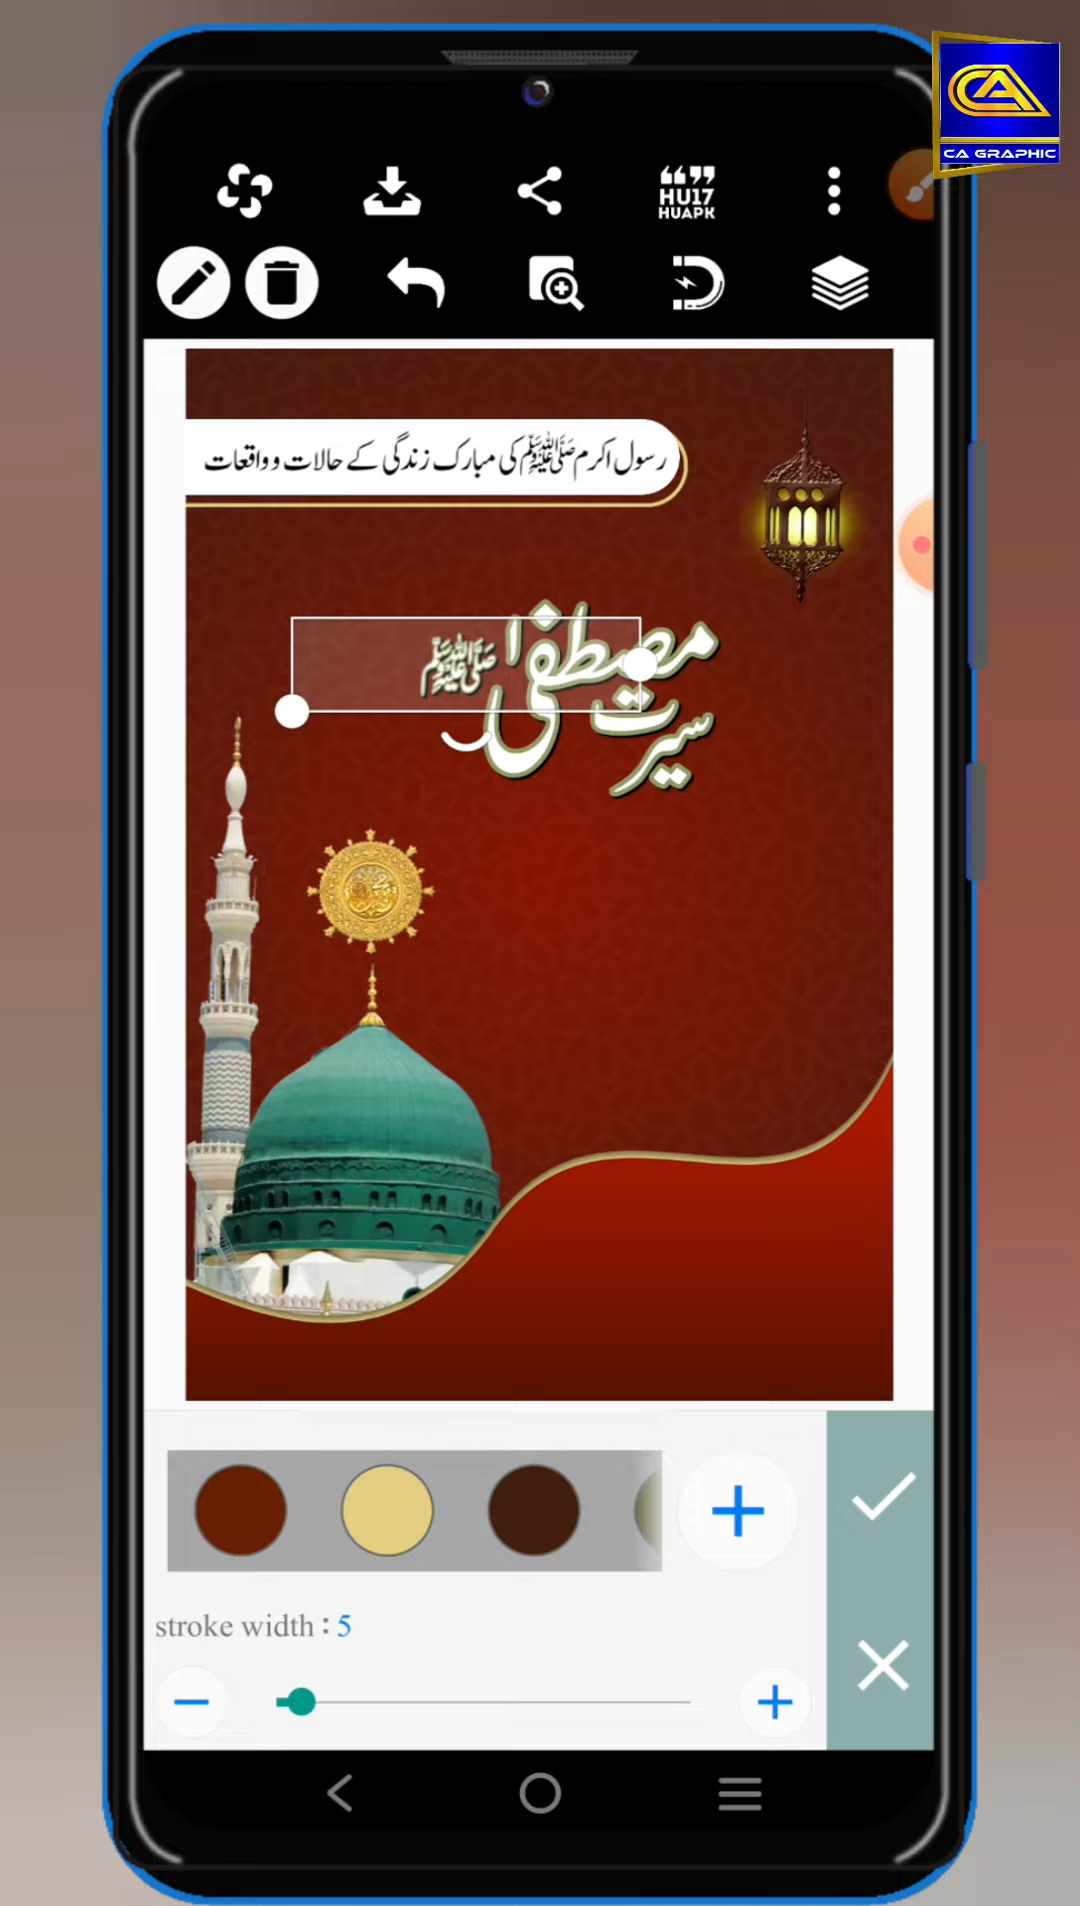 CA GRAPHIC
HU17
HUAPK
رسول اکرم ﷺ کی مبارک زندگی کے حالات و واقعات
سیرت مصطفیٰ ﷺ
stroke width : 5